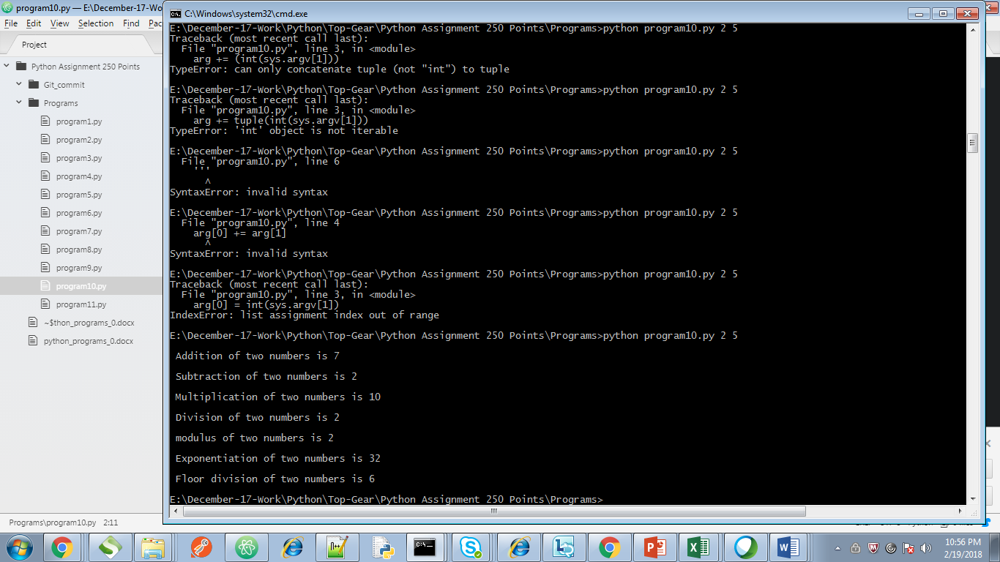 program10.py — E:\December-17-Wo
C:\Windows\system32\cmd.exe
File Edit View Selection Find Pac
Project
Python Assignment 250 Points
Git_commit
Programs
program1.py
program2.py
program3.py
program4.py
program5.py
program6.py
program7.py
program8.py
program9.py
program10.py
program11.py
~$thon_programs_0.docx
python_programs_0.docx
E:\December-17-Work\Python\Top-Gear\Python Assignment 250 Points\Programs>python program10.py 2 5
Traceback (most recent call last):
File "program10.py", line 3, in <module>
arg += (int(sys.argv[1]))
TypeError: can only concatenate tuple (not "int") to tuple
E:\December-17-Work\Python\Top-Gear\Python Assignment 250 Points\Programs>python program10.py 2 5
Traceback (most recent call last):
File "program10.py", line 3, in <module>
arg += tuple(int(sys.argv[1]))
TypeError: 'int' object is not iterable
E:\December-17-Work\Python\Top-Gear\Python Assignment 250 Points\Programs>python program10.py 2 5
File "program10.py", line 6
'''
^
SyntaxError: invalid syntax
E:\December-17-Work\Python\Top-Gear\Python Assignment 250 Points\Programs>python program10.py 2 5
File "program10.py", line 4
arg[0] += arg[1]
^
SyntaxError: invalid syntax
E:\December-17-Work\Python\Top-Gear\Python Assignment 250 Points\Programs>python program10.py 2 5
Traceback (most recent call last):
File "program10.py", line 3, in <module>
arg[0] = int(sys.argv[1])
IndexError: list assignment index out of range
E:\December-17-Work\Python\Top-Gear\Python Assignment 250 Points\Programs>python program10.py 2 5
Addition of two numbers is 7
Subtraction of two numbers is 2
Multiplication of two numbers is 10
Division of two numbers is 2
modulus of two numbers is 2
Exponentiation of two numbers is 32
Floor division of two numbers is 6
E:\December-17-Work\Python\Top-Gear\Python Assignment 250 Points\Programs>
Programs\program10.py 2:11
10:56 PM
2/19/2018